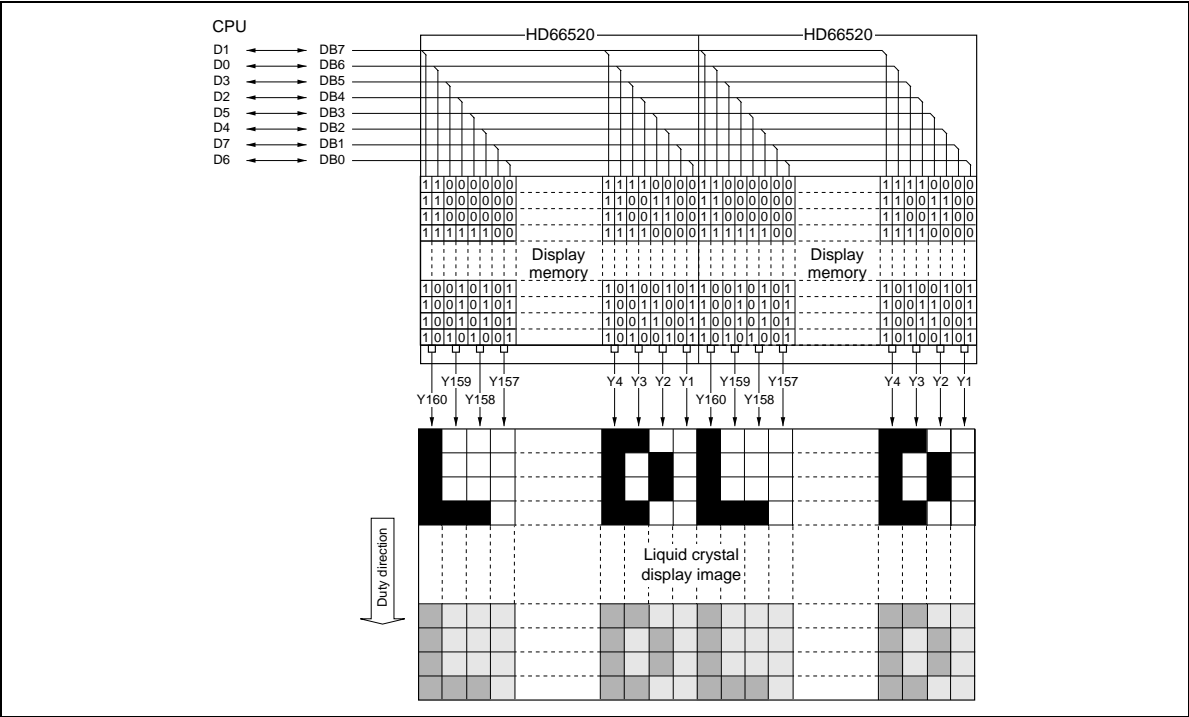 CPU
HD66520 HD66520
D1 DB7
D0 DB6
D3 DB5
D2 DB4
D5 DB3
D4 DB2
D7 DB1
D6 DB0
1 1 0 0 0 0 0 0 1 1 1 1 0 0 0 0 1 1 0 0 0 0 0 0 1 1 1 1 0 0 0 0
1 1 0 0 0 0 0 0 1 1 0 0 1 1 0 0 1 1 0 0 0 0 0 0 1 1 0 0 1 1 0 0
1 1 0 0 0 0 0 0 1 1 0 0 1 1 0 0 1 1 0 0 0 0 0 0 1 1 0 0 1 1 0 0
1 1 1 1 1 1 0 0 1 1 1 1 0 0 0 0 1 1 1 1 1 1 0 0 1 1 1 1 0 0 0 0
Display Display
memory memory
1 0 0 1 0 1 0 1 1 0 1 0 0 1 0 1 1 0 0 1 0 1 0 1 1 0 1 0 0 1 0 1
1 0 0 1 0 1 0 1 1 0 0 1 1 0 0 1 1 0 0 1 0 1 0 1 1 0 0 1 1 0 0 1
1 0 0 1 0 1 0 1 1 0 0 1 1 0 0 1 1 0 0 1 0 1 0 1 1 0 0 1 1 0 0 1
1 0 1 0 1 0 0 1 1 0 1 0 0 1 0 1 1 0 1 0 1 0 0 1 1 0 1 0 0 1 0 1
Y159 Y157 Y4 Y3 Y2 Y1 Y159 Y157 Y4 Y3 Y2 Y1
Y160 Y158 Y160 Y158
Liquid crystal
display image
Duty direction